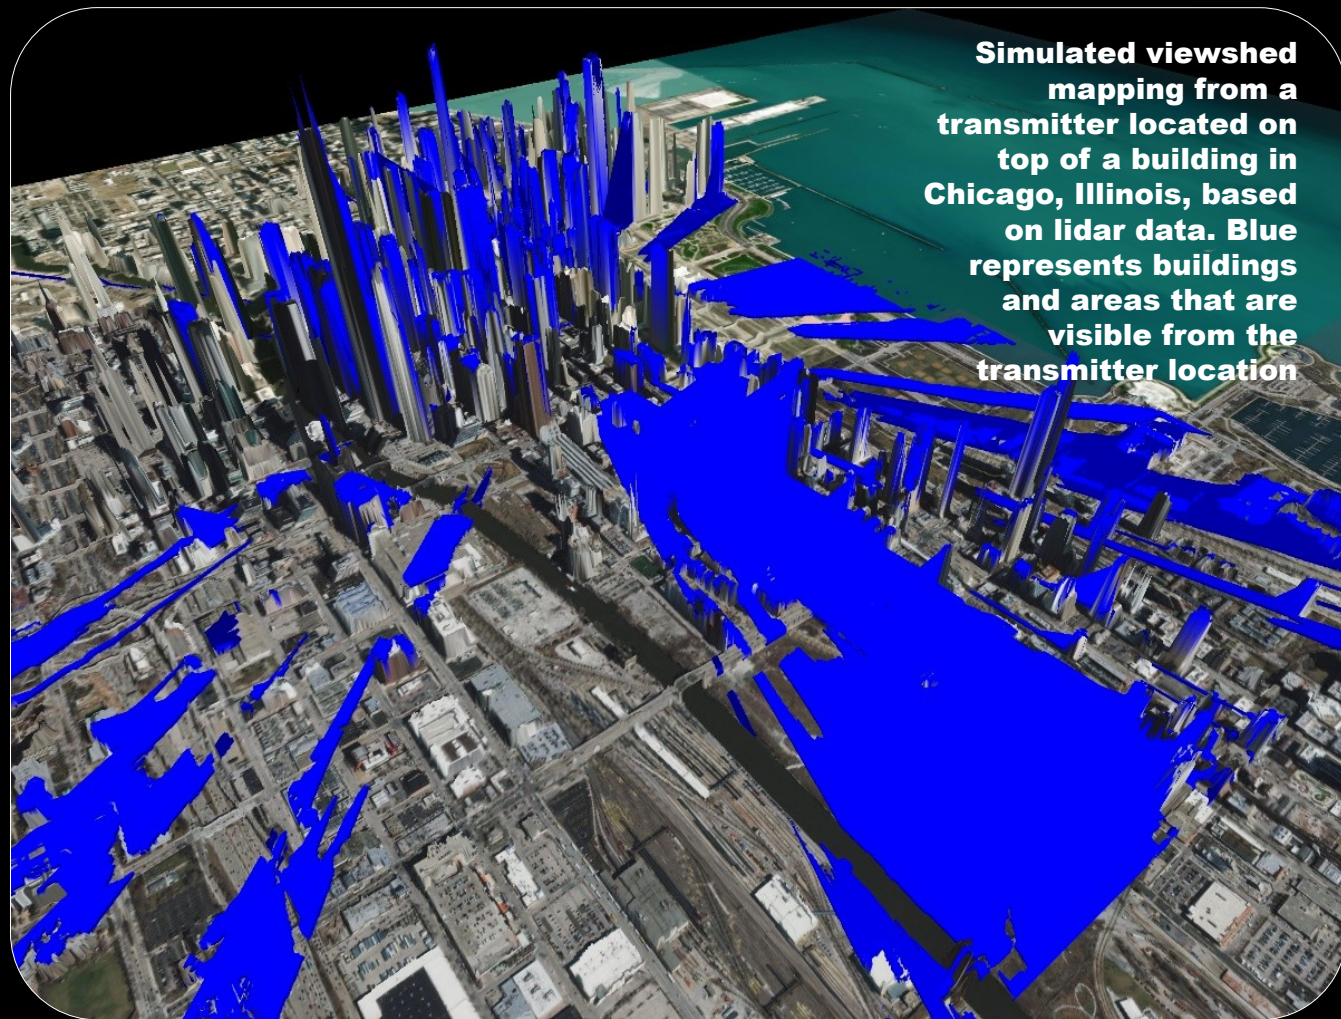 Simulated viewshed
mapping from a
transmitter located on
top of a building in
Chicago, Illinois, based
on lidar data. Blue
represents buildings
and areas that are
visible from the
transmitter location